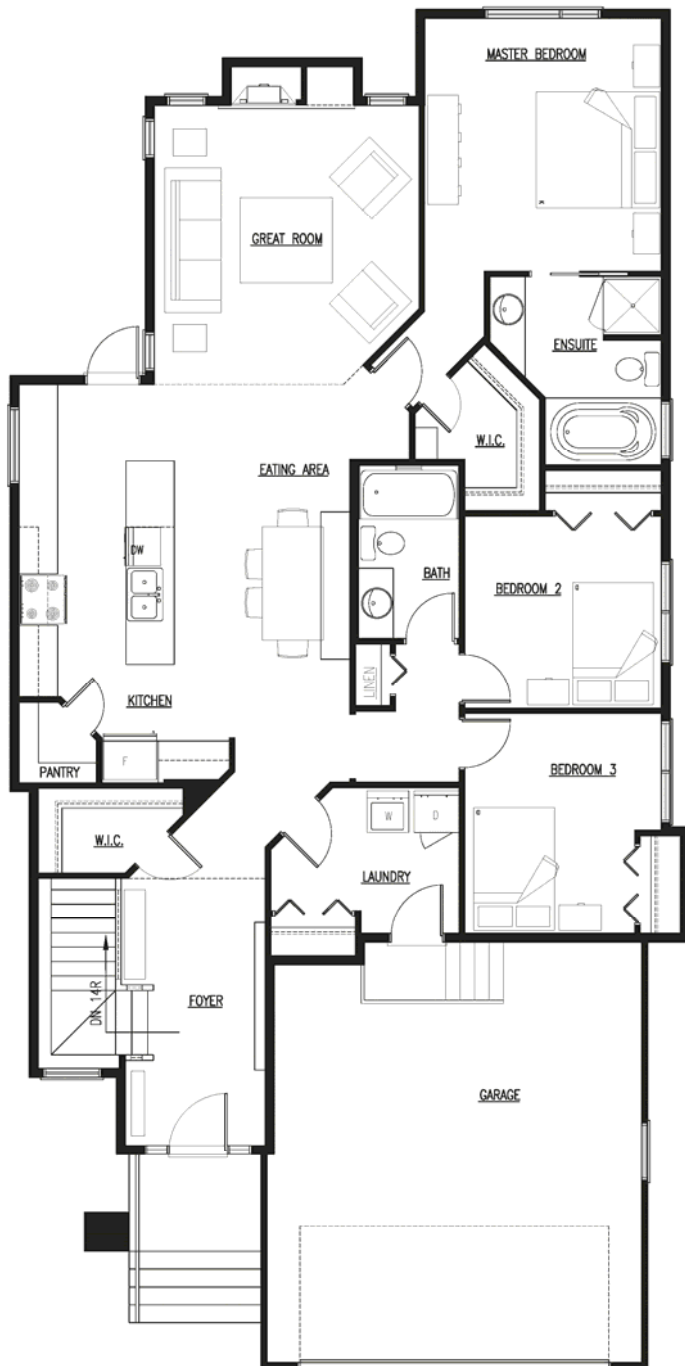 MASTER BEDROOM
GREAT ROOM
ENSUITE
W.I.C.
EATING AREA
DW
BATH
BEDROOM 2
LINEN
KITCHEN
F
PANTRY
BEDROOM 3
W
D
W.I.C.
LAUNDRY
DN 14R
FOYER
GARAGE